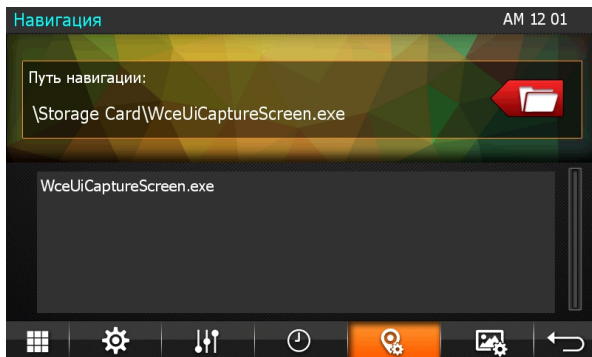 Навигация
AM 12 01
Путь навигации:
\Storage Card\WceUiCaptureScreen.exe
WceUiCaptureScreen.exe